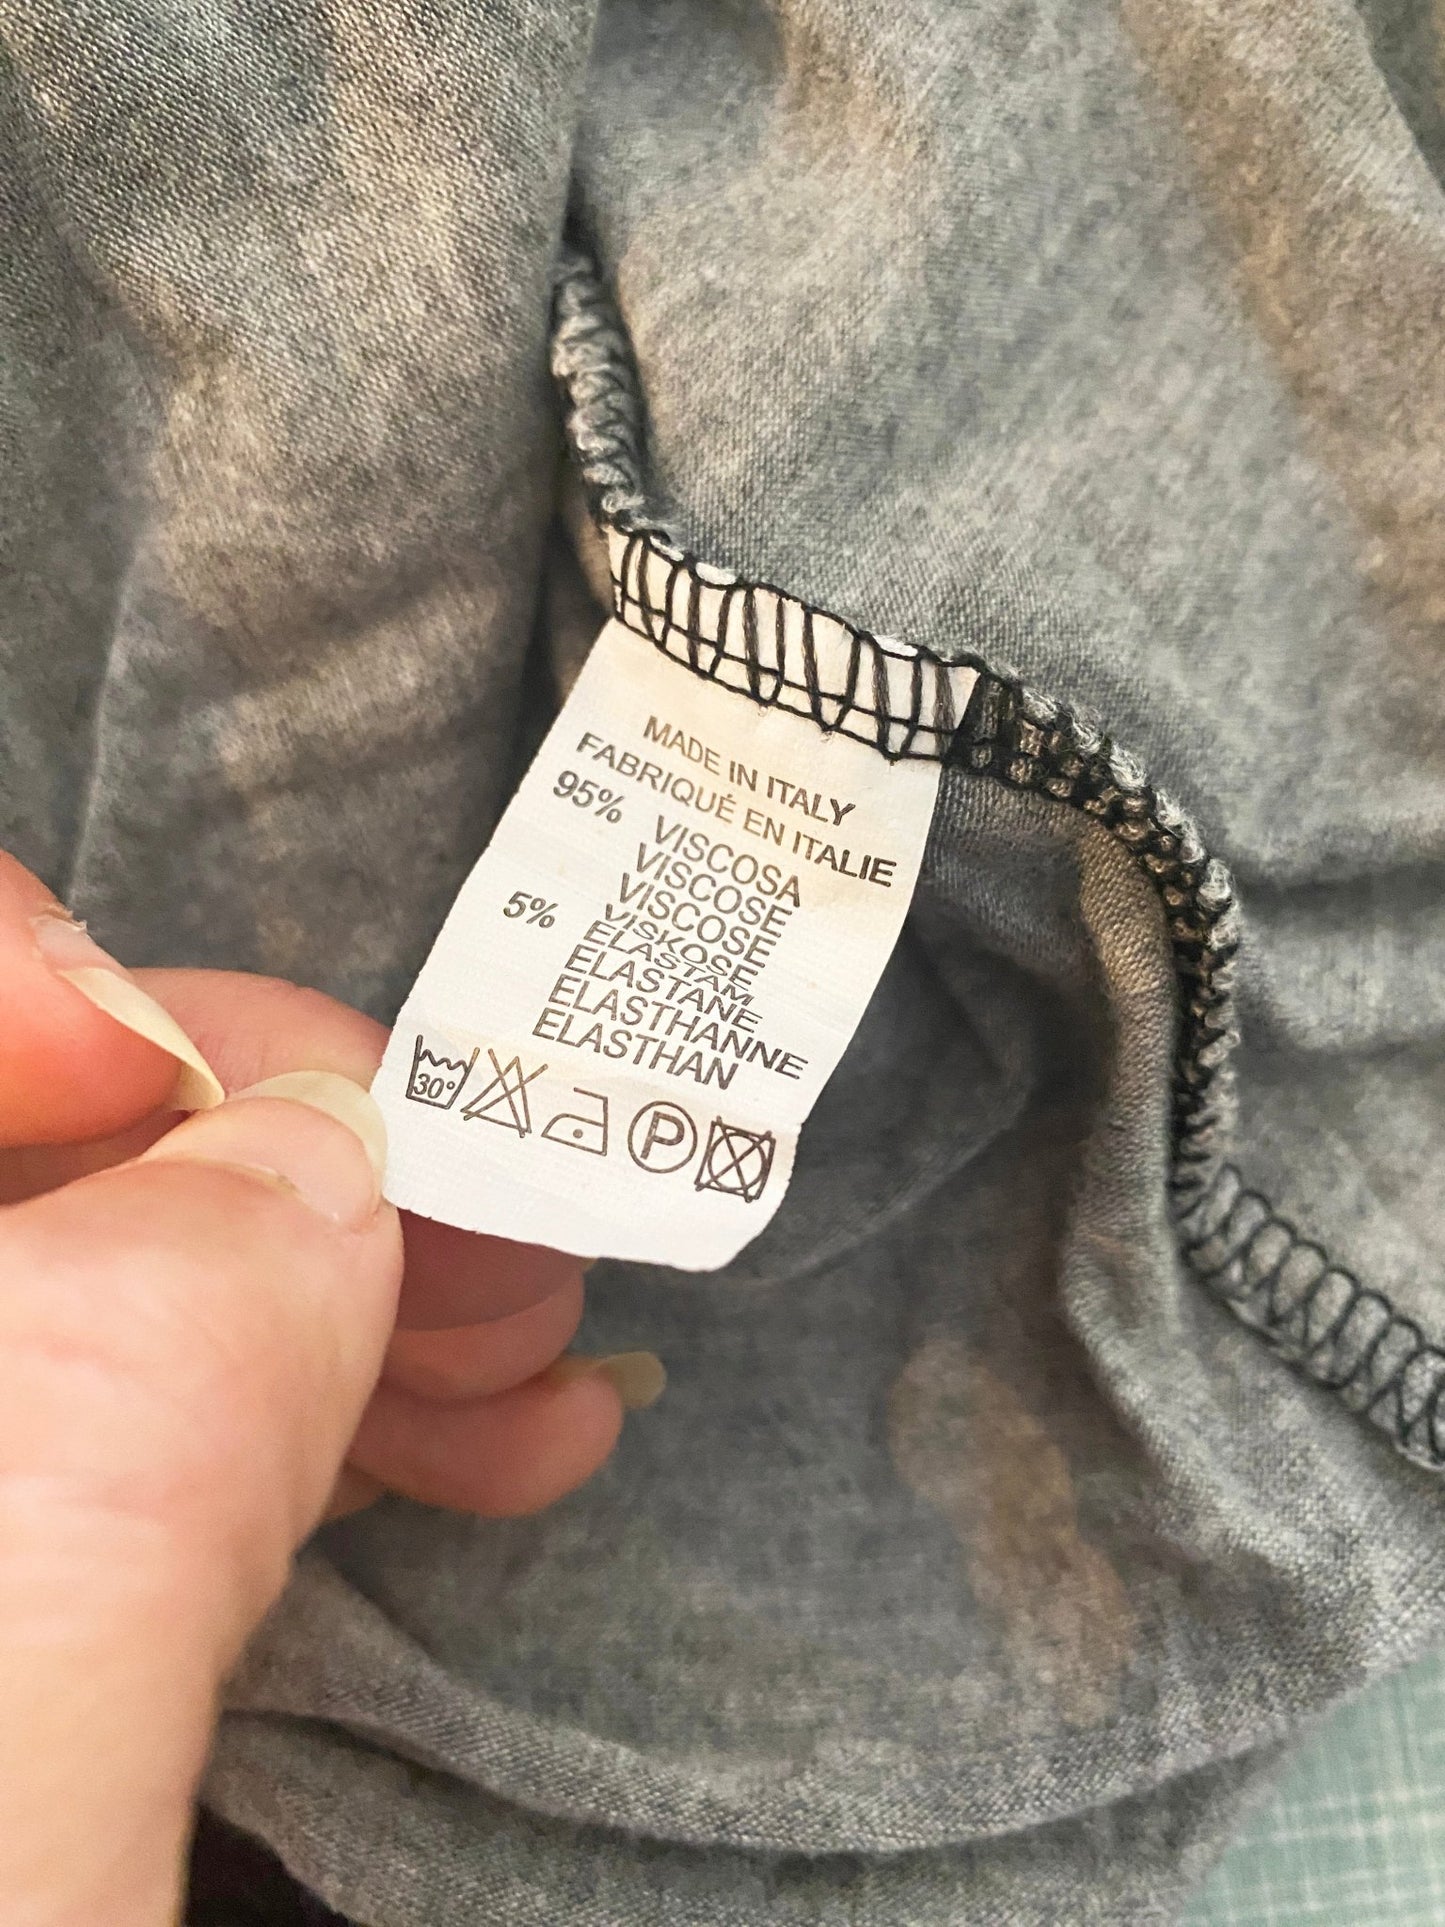 MADE IN ITALY
FABRIQUÉ EN ITALIE
95% VISCOSA
VISCOSE
VISCOSE
VISKOSE
5% ELASTAM
ELASTANE
ELASTHANNE
ELASTHAN
30° P